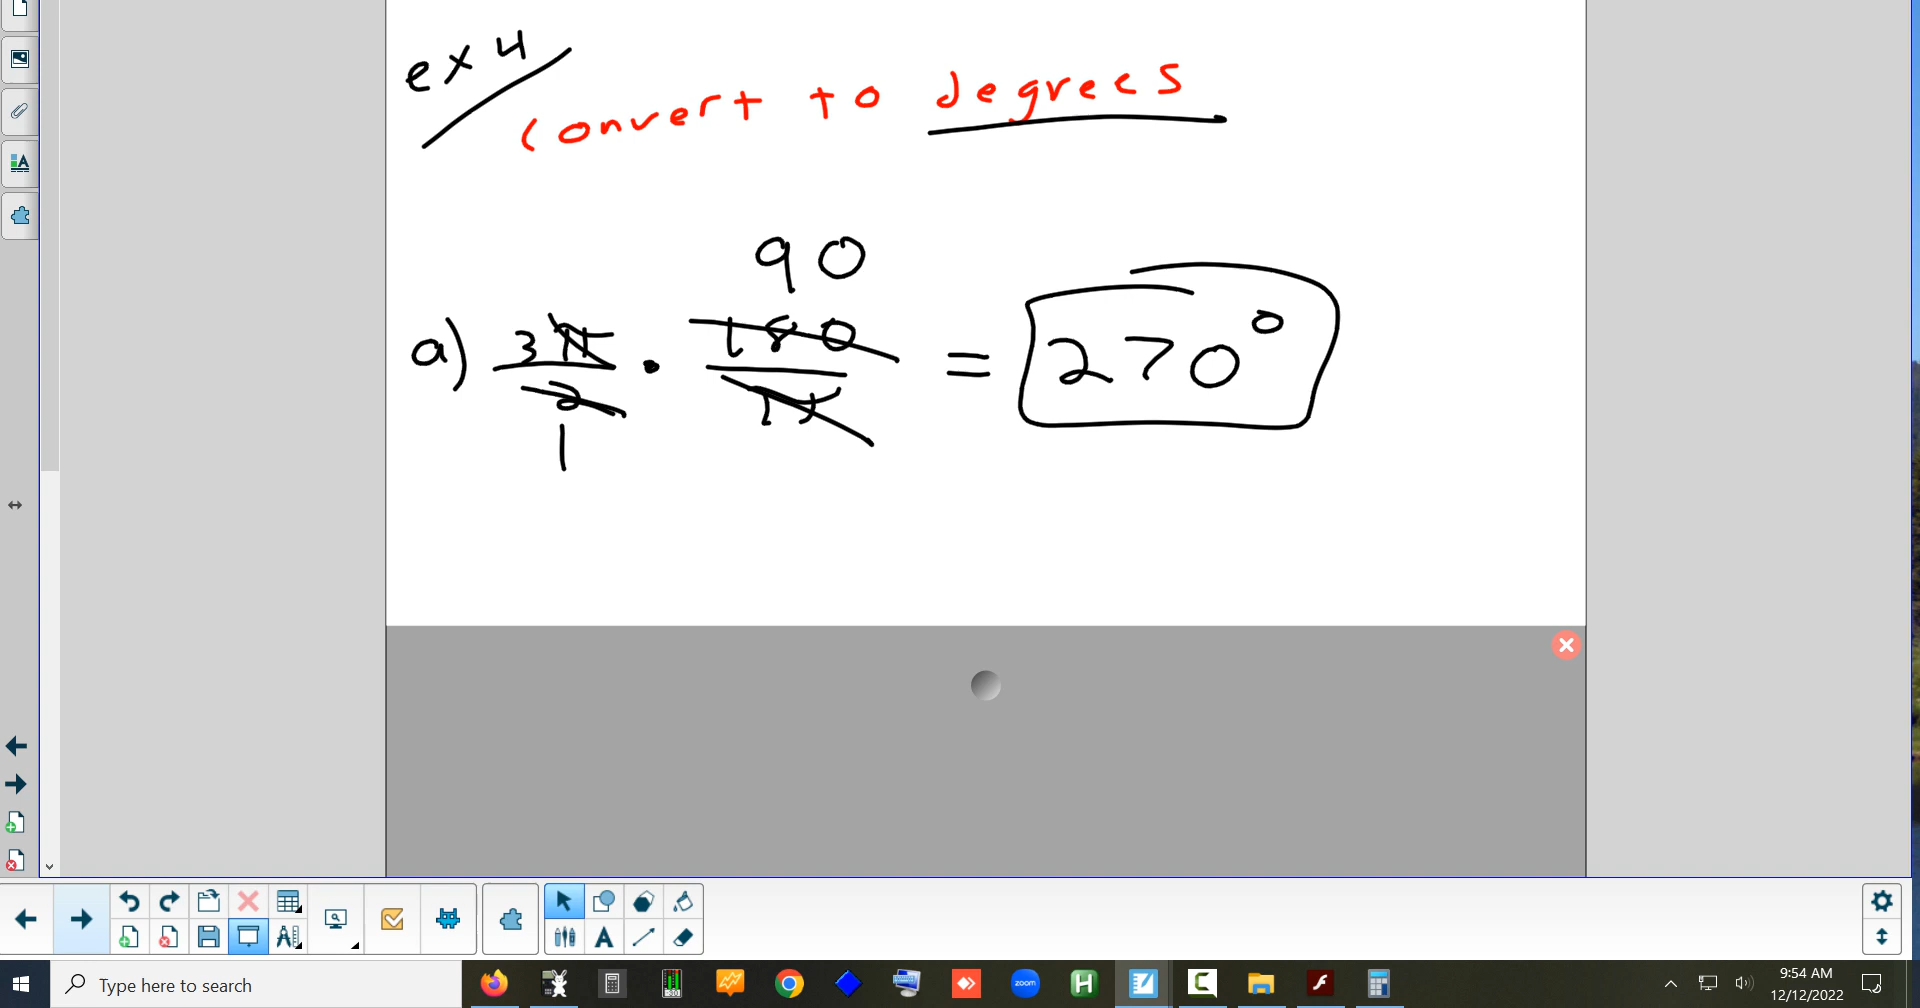 ex 4
convert to degrees
90
a) 3π/2 • 180/π = 270°
1
Type here to search
zoom
H
C
9:54 AM
12/12/2022